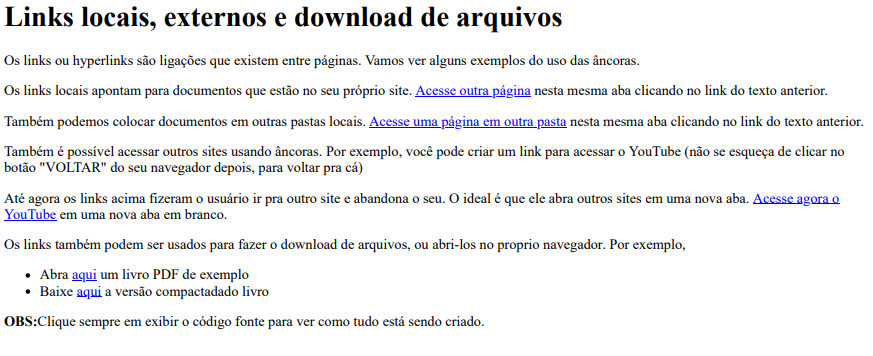 Links locais, externos e download de arquivos
Os links ou hyperlinks são ligações que existem entre páginas. Vamos ver alguns exemplos do uso das âncoras.
Os links locais apontam para documentos que estão no seu próprio site. Acesse outra página nesta mesma aba clicando no link do texto anterior.
Também podemos colocar documentos em outras pastas locais. Acesse uma página em outra pasta nesta mesma aba clicando no link do texto anterior.
Também é possível acessar outros sites usando âncoras. Por exemplo, você pode criar um link para acessar o YouTube (não se esqueça de clicar no
botão "VOLTAR" do seu navegador depois, para voltar pra cá)
Até agora os links acima fizeram o usuário ir pra outro site e abandona o seu. O ideal é que ele abra outros sites em uma nova aba. Acesse agora o
YouTube em uma nova aba em branco.
Os links também podem ser usados para fazer o download de arquivos, ou abri-los no proprio navegador. Por exemplo,
• Abra aqui um livro PDF de exemplo
• Baixe aqui a versão compactadado livro
OBS:Clique sempre em exibir o código fonte para ver como tudo está sendo criado.